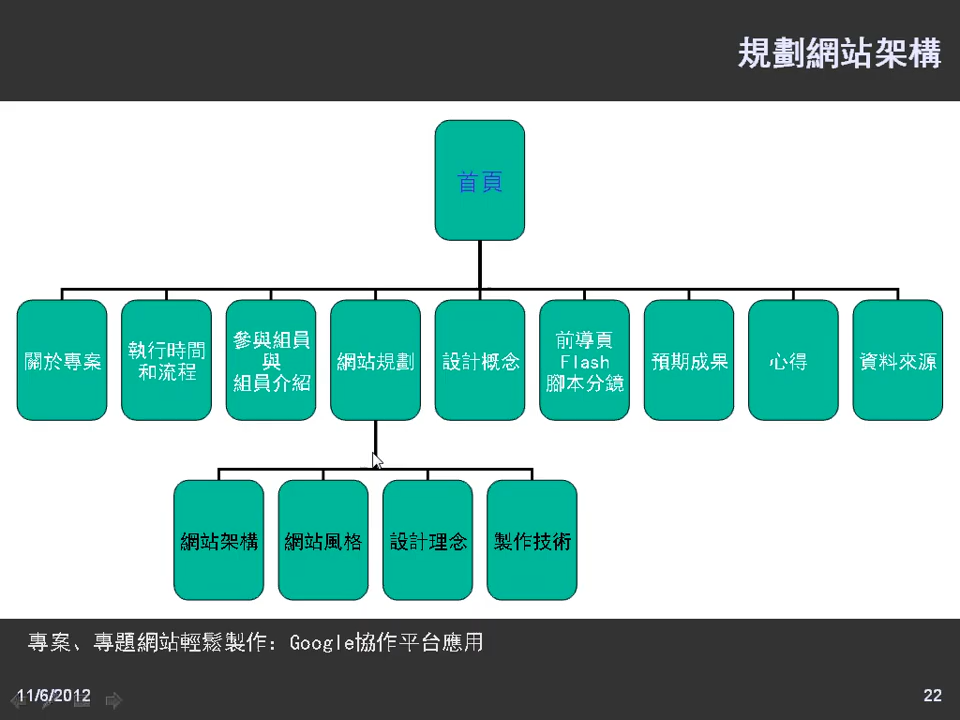 規劃網站架構
首頁
關於專案
執行時間
和流程
參與組員
與
組員介紹
網站規劃
設計概念
前導頁
Flash
腳本分鏡
預期成果
心得
資料來源
網站架構
網站風格
設計理念
製作技術
專案、專題網站輕鬆製作：Google協作平台應用
11/6/2012
22